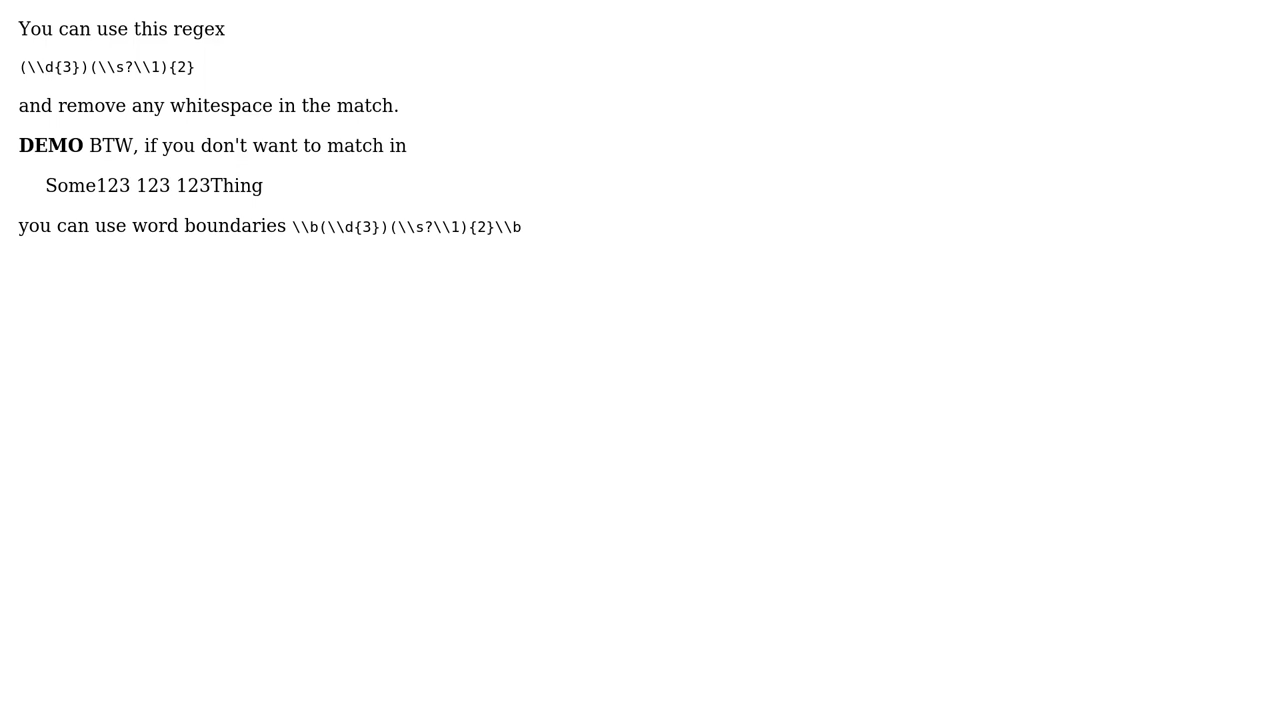 You can use this regex
(\\d{3})(\\s?\\1){2}
and remove any whitespace in the match.
DEMO BTW, if you don't want to match in
Some123 123 123Thing
you can use word boundaries \\b(\\d{3})(\\s?\\1){2}\\b